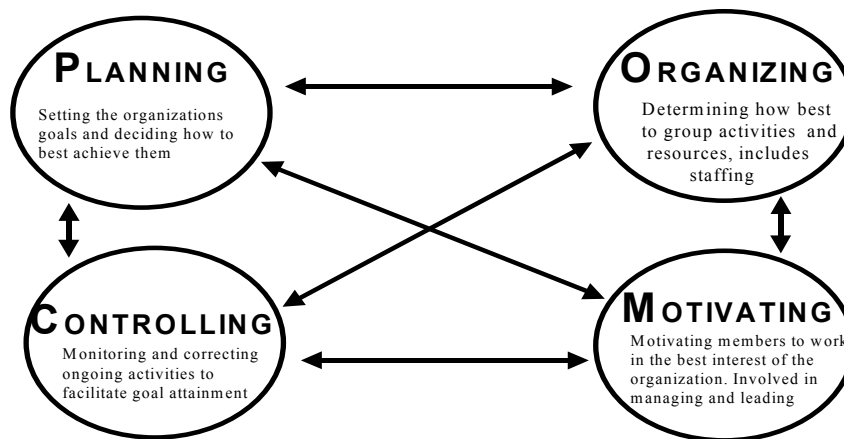 PLANNING
Setting the organizations
goals and deciding how to
best achieve them
ORGANIZING
Determining how best
to group activities and
resources, includes
staffing
CONTROLLING
Monitoring and correcting
ongoing activities to
facilitate goal attainment
MOTIVATING
Motivating members to work
in the best interest of the
organization. Involved in
managing and leading